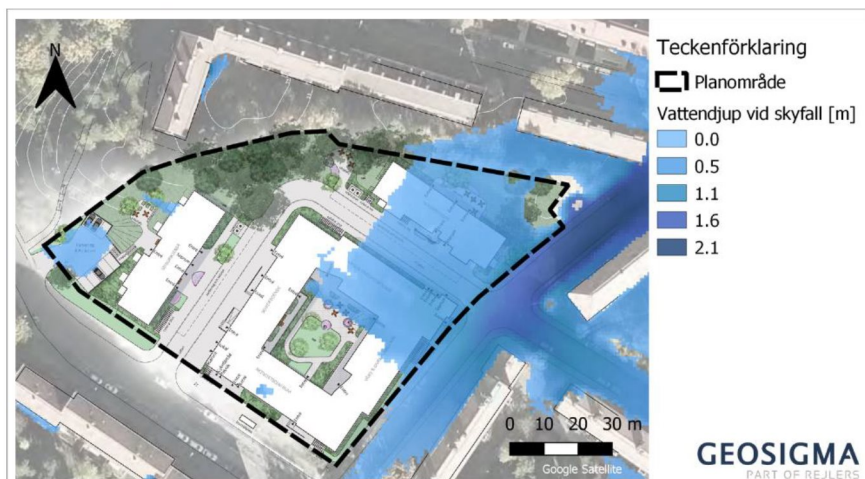 N
Teckenförklaring
Planområde
Vattendjup vid skyfall [m]
0.0
0.5
1.1
1.6
2.1
0 10 20 30 m
Google Satellite
GEOSIGMA
PART OF REJLERS